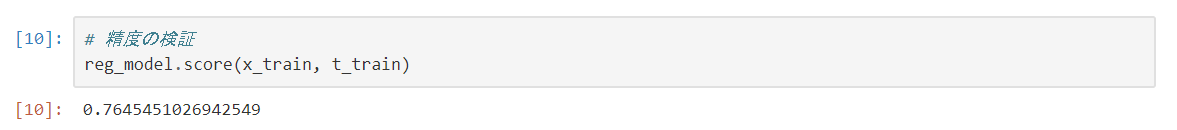 [10]: # 精度の検証
reg_model.score(x_train, t_train)
[10]: 0.7645451026942549